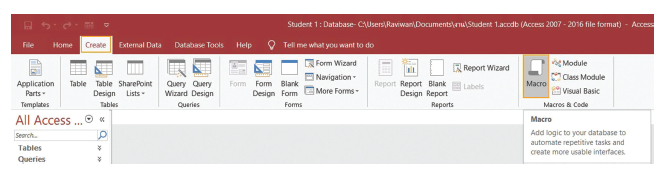 Student 1 : Database- C:\Users\Raviwan\Documents\งาน\Student 1.accdb (Access 2007 - 2016 file format) - Access
File Home Create External Data Database Tools Help Tell me what you want to do
Application Parts
Templates
Table
Table Design
SharePoint Lists
Tables
Query Wizard
Query Design
Queries
Form
Form Design
Blank Form
Form Wizard
Navigation
More Forms
Forms
Report
Report Design
Blank Report
Report Wizard
Labels
Reports
Macro
Module
Class Module
Visual Basic
Macros & Code
All Access ...
Search...
Tables
Queries
Macro
Add logic to your database to
automate repetitive tasks and
create more usable interfaces.